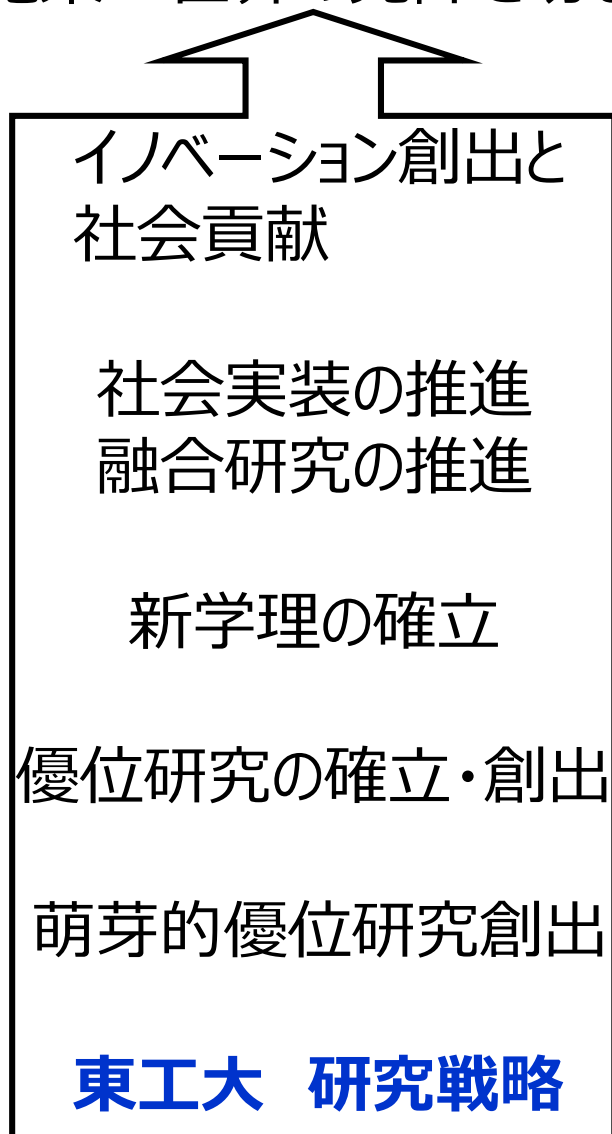 イノベーション創出と
社会貢献
社会実装の推進
融合研究の推進
新学理の確立
優位研究の確立・創出
萌芽的優位研究創出
東工大 研究戦略